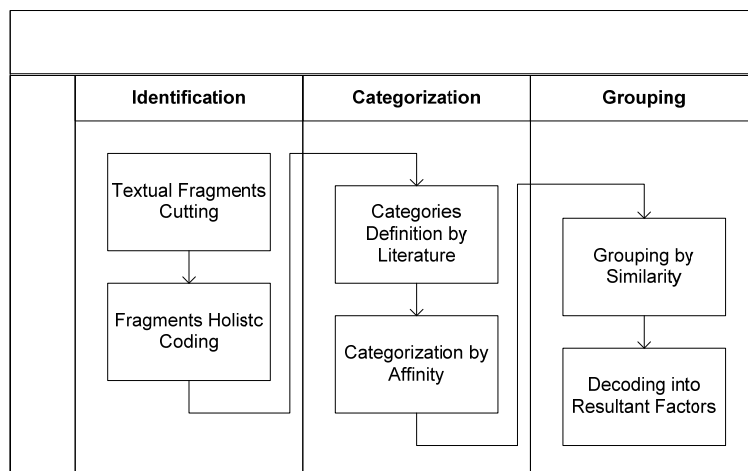 Identification
Categorization
Grouping
Textual Fragments
Cutting
Fragments Holistc
Coding
Categories
Definition by
Literature
Categorization by
Affinity
Grouping by
Similarity
Decoding into
Resultant Factors